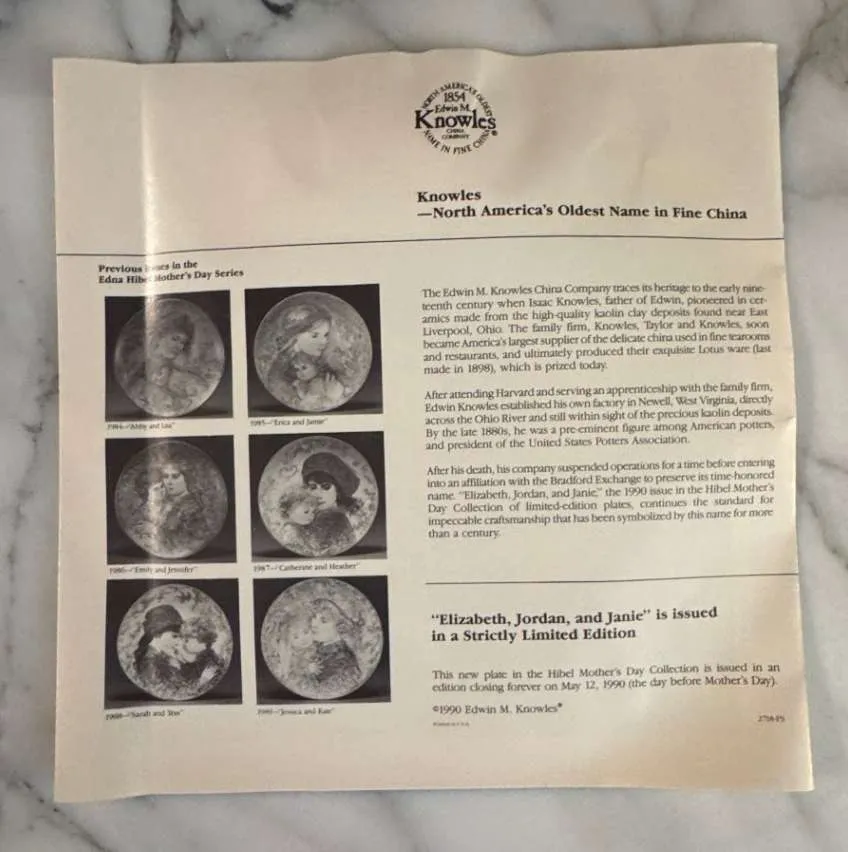 NORTH AMERICA'S OLDEST
1854
Edwin M.
Knowles®
CHINA
COMPANY
NAME IN FINE CHINA
Knowles
—North America's Oldest Name in Fine China
Previous in the
Edna Hibel Mother's Day Series
1984—"Abby and Lisa"
1985—"Erica and Jamie"
1986—"Emily and Jennifer"
1987—"Catherine and Heather"
1988—"Sarah and Tess"
1989—"Jessica and Kate"
The Edwin M. Knowles China Company traces its heritage to the early nine-
teenth century when Isaac Knowles, father of Edwin, pioneered in cer-
amics made from the high-quality kaolin clay deposits found near East
Liverpool, Ohio. The family firm, Knowles, Taylor and Knowles, soon
became America's largest supplier of the delicate china used in fine tearooms
and restaurants, and ultimately produced their exquisite Lotus ware (last
made in 1898), which is prized today.
After attending Harvard and serving an apprenticeship with the family firm,
Edwin Knowles established his own factory in Newell, West Virginia, directly
across the Ohio River and still within sight of the precious kaolin deposits.
By the late 1880s, he was a pre-eminent figure among American potters,
and president of the United States Potters Association.
After his death, his company suspended operations for a time before entering
into an affiliation with the Bradford Exchange to preserve its time-honored
name. "Elizabeth, Jordan, and Janie," the 1990 issue in the Hibel Mother's
Day Collection of limited-edition plates, continues the standard for
impeccable craftsmanship that has been symbolized by this name for more
than a century.
"Elizabeth, Jordan, and Janie" is issued
in a Strictly Limited Edition
This new plate in the Hibel Mother's Day Collection is issued in an
edition closing forever on May 12, 1990 (the day before Mother's Day).
©1990 Edwin M. Knowles®